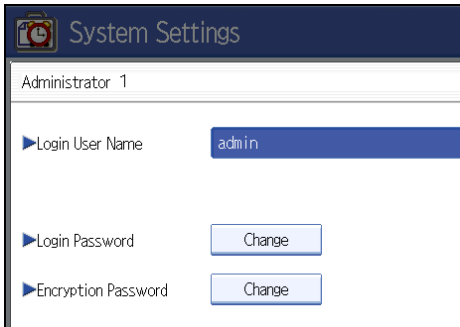 System Settings
Administrator 1
►Login User Name admin
►Login Password Change
►Encryption Password Change